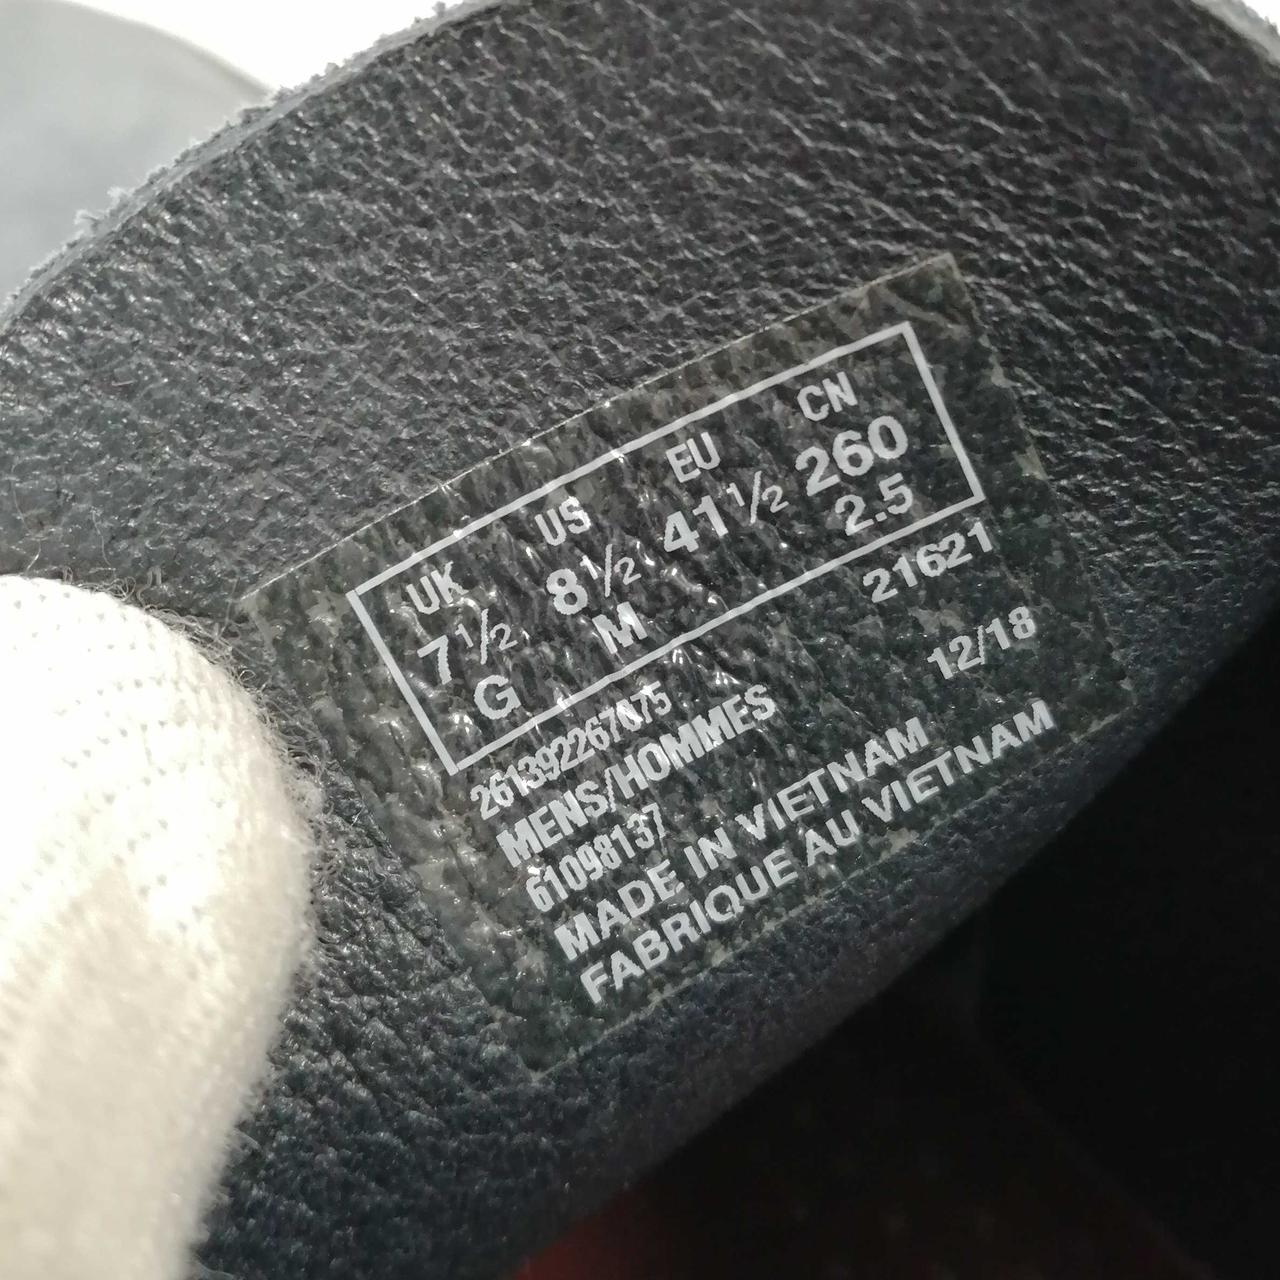 UK US EU CN
7½ 8½ 41½ 260
G M 2.5
261392267075 21621
MENS/HOMMES 12/18
61098137
MADE IN VIETNAM
FABRIQUE AU VIETNAM